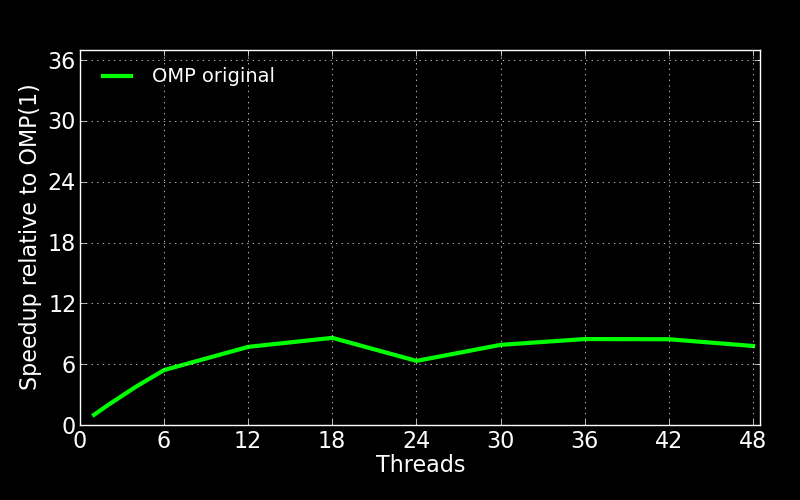 OMP original
Speedup relative to OMP(1)
36
30
24
18
12
6
0
0 6 12 18 24 30 36 42 48
Threads